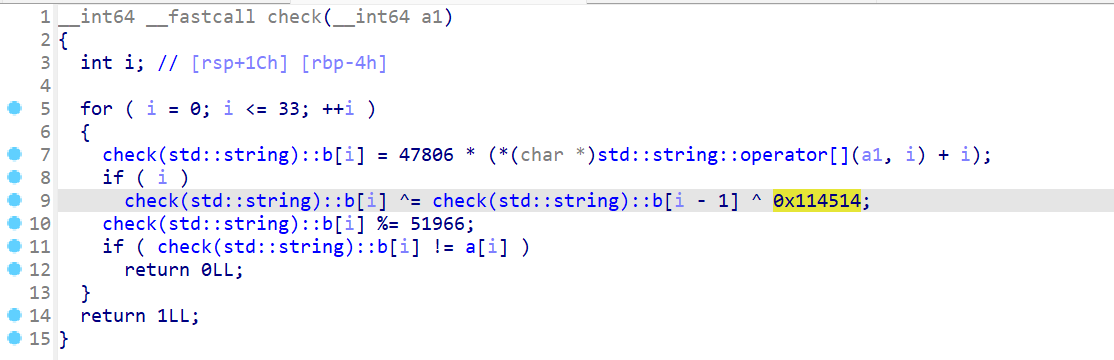 1 __int64 __fastcall check(__int64 a1)
2 {
3   int i; // [rsp+1Ch] [rbp-4h]
4
5   for ( i = 0; i <= 33; ++i )
6   {
7     check(std::string)::b[i] = 47806 * (*(char *)std::string::operator[](a1, i) + i);
8     if ( i )
9       check(std::string)::b[i] ^= check(std::string)::b[i - 1] ^ 0x114514;
10     check(std::string)::b[i] %= 51966;
11     if ( check(std::string)::b[i] != a[i] )
12       return 0LL;
13   }
14   return 1LL;
15 }